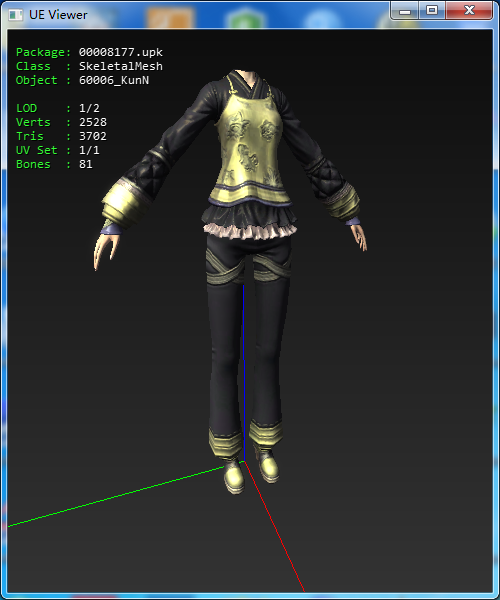 UE Viewer
Package: 00008177.upk
Class : SkeletalMesh
Object : 60006_KunN
LOD : 1/2
Verts : 2528
Tris : 3702
UV Set : 1/1
Bones : 81